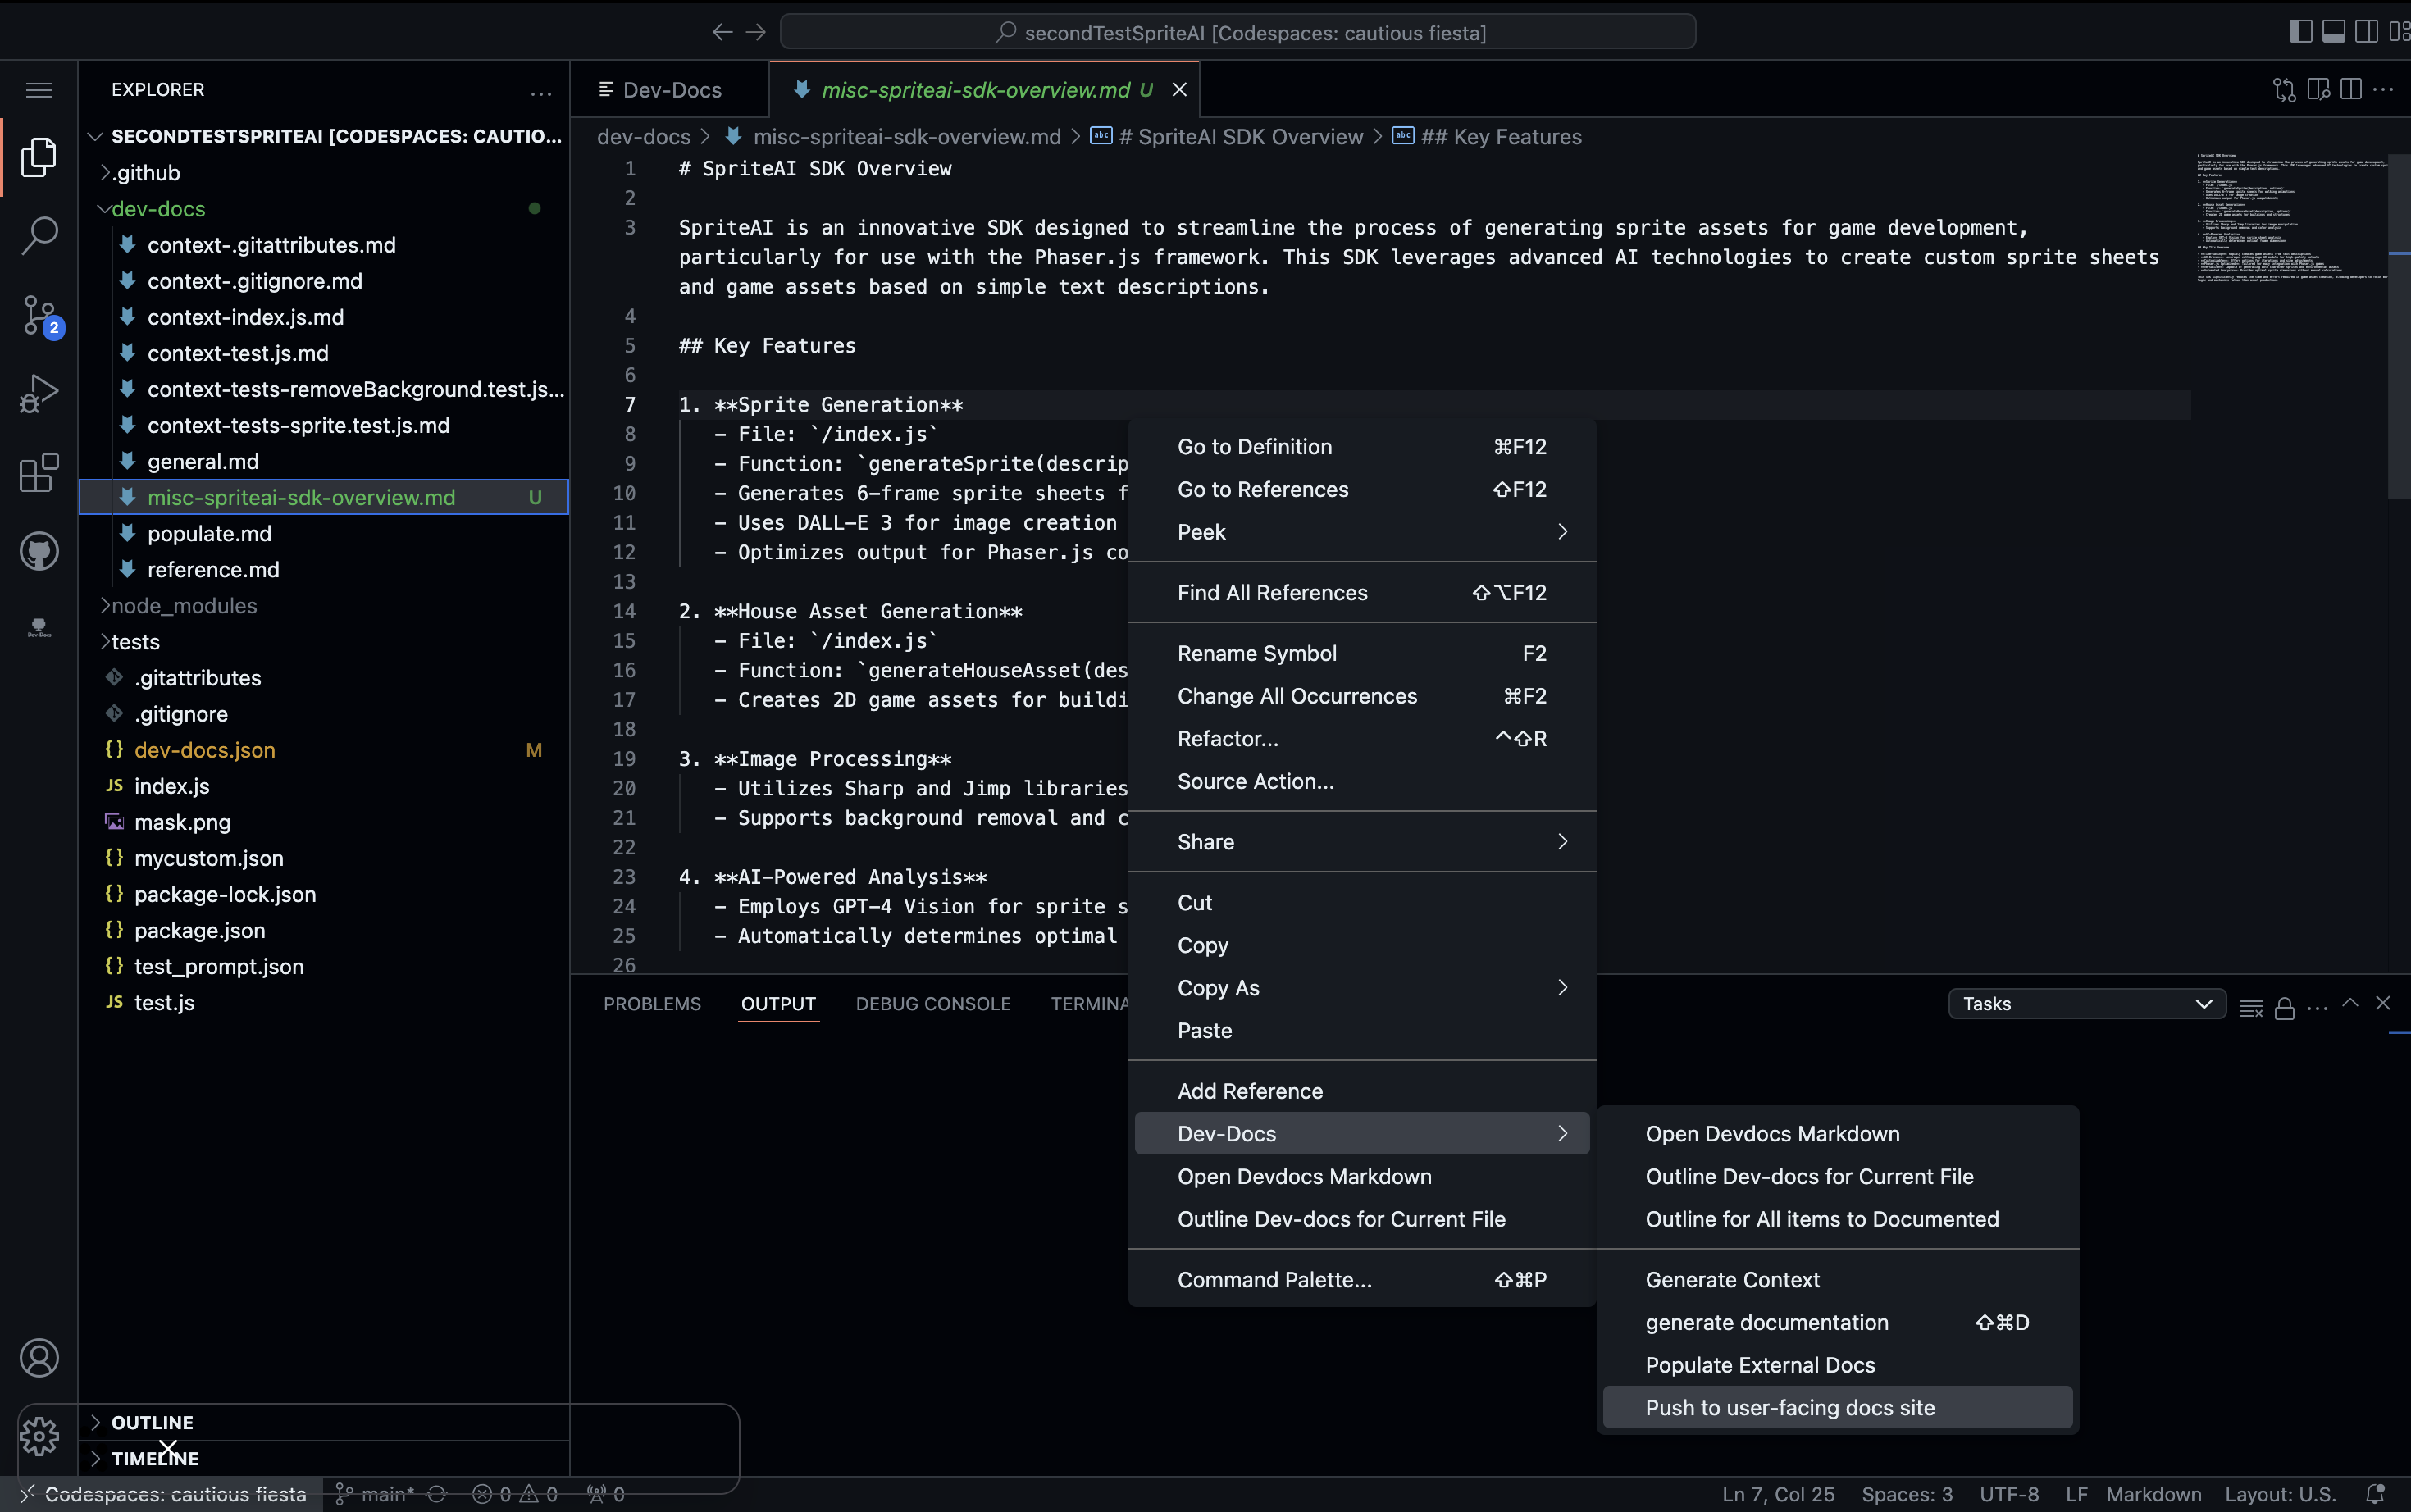 secondTestSpriteAI [Codespaces: cautious fiesta]
EXPLORER
SECONDTESTSPRITEAI [CODESPACES: CAUTIO...
.github
dev-docs
context-.gitattributes.md
context-.gitignore.md
context-index.js.md
context-test.js.md
context-tests-removeBackground.test.js...
context-tests-sprite.test.js.md
general.md
misc-spriteai-sdk-overview.md U
populate.md
reference.md
node_modules
tests
.gitattributes
.gitignore
{} dev-docs.json M
JS index.js
mask.png
{} mycustom.json
{} package-lock.json
{} package.json
{} test_prompt.json
JS test.js
OUTLINE
TIMELINE
2
Dev-Docs
Dev-Docs
misc-spriteai-sdk-overview.md U
dev-docs > misc-spriteai-sdk-overview.md > abc # SpriteAI SDK Overview > abc ## Key Features
1 # SpriteAI SDK Overview
2
3 SpriteAI is an innovative SDK designed to streamline the process of generating sprite assets for game development,
particularly for use with the Phaser.js framework. This SDK leverages advanced AI technologies to create custom sprite sheets
and game assets based on simple text descriptions.
4
5 ## Key Features
6
7 1. **Sprite Generation**
8 - File: `/index.js`
9 - Function: `generateSprite(descrip
10 - Generates 6-frame sprite sheets f
11 - Uses DALL-E 3 for image creation
12 - Optimizes output for Phaser.js co
13
14 2. **House Asset Generation**
15 - File: `/index.js`
16 - Function: `generateHouseAsset(des
17 - Creates 2D game assets for buildi
18
19 3. **Image Processing**
20 - Utilizes Sharp and Jimp libraries
21 - Supports background removal and c
22
23 4. **AI-Powered Analysis**
24 - Employs GPT-4 Vision for sprite s
25 - Automatically determines optimal
26
Go to Definition ⌘F12
Go to References ⇧F12
Peek
Find All References ⇧⌥F12
Rename Symbol F2
Change All Occurrences ⌘F2
Refactor... ^⇧R
Source Action...
Share
Cut
Copy
Copy As
Paste
Add Reference
Dev-Docs
Open Devdocs Markdown
Outline Dev-docs for Current File
Command Palette... ⇧⌘P
Open Devdocs Markdown
Outline Dev-docs for Current File
Outline for All items to Documented
Generate Context
generate documentation ⇧⌘D
Populate External Docs
Push to user-facing docs site
PROBLEMS OUTPUT DEBUG CONSOLE TERMINA
Tasks
Codespaces: cautious fiesta main* 0 0 0
Ln 7, Col 25 Spaces: 3 UTF-8 LF Markdown Layout: U.S.